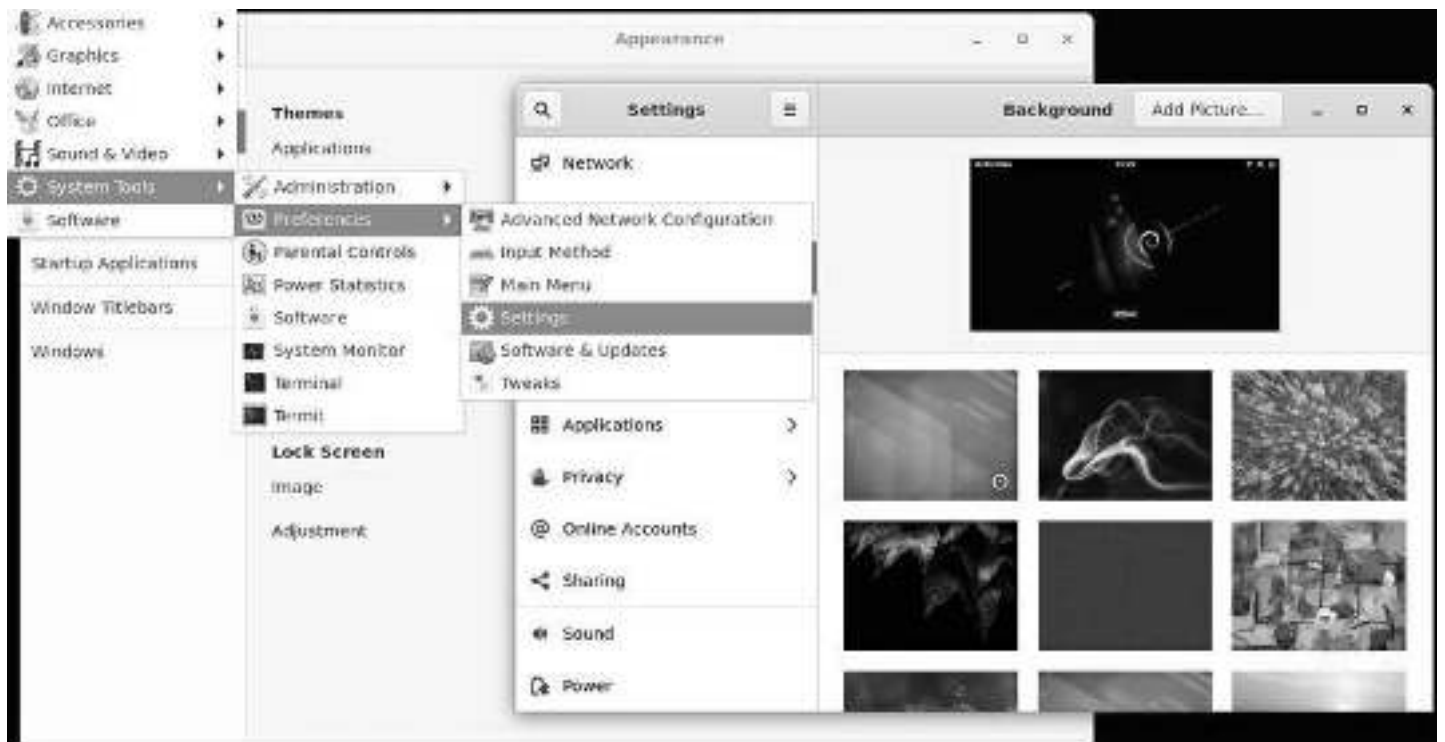 Accessories
Graphics
Internet
Office
Sound & Video
System Tools
Software
Startup Applications
Window Titlebars
Windows
Appearance
Themes
Applications
Administration
Preferences
Parental Controls
Power Statistics
Software
System Monitor
Terminal
Termit
Lock Screen
Image
Adjustment
Advanced Network Configuration
Input Method
Main Menu
Settings
Software & Updates
Tweaks
Settings
Network
Applications
Privacy
Online Accounts
Sharing
Sound
Power
Background
Add Picture...